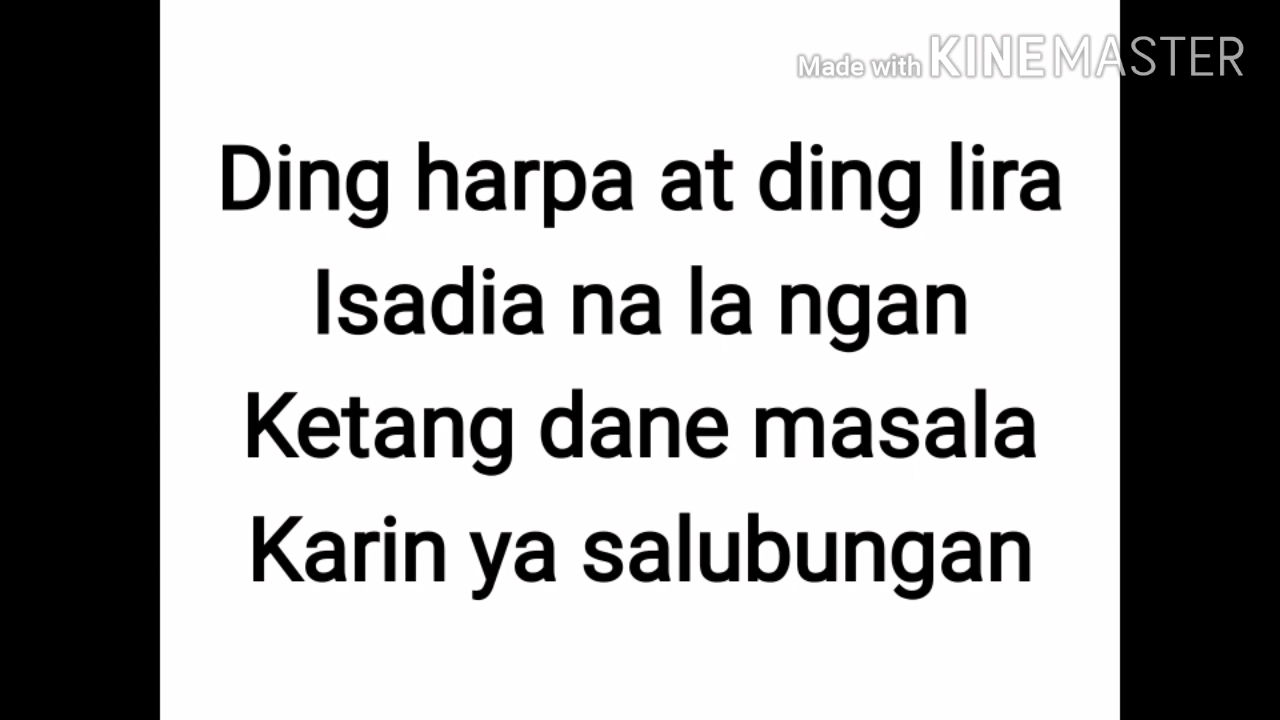 Made with KINEMASTER
Ding harpa at ding lira
Isadia na la ngan
Ketang dane masala
Karin ya salubungan